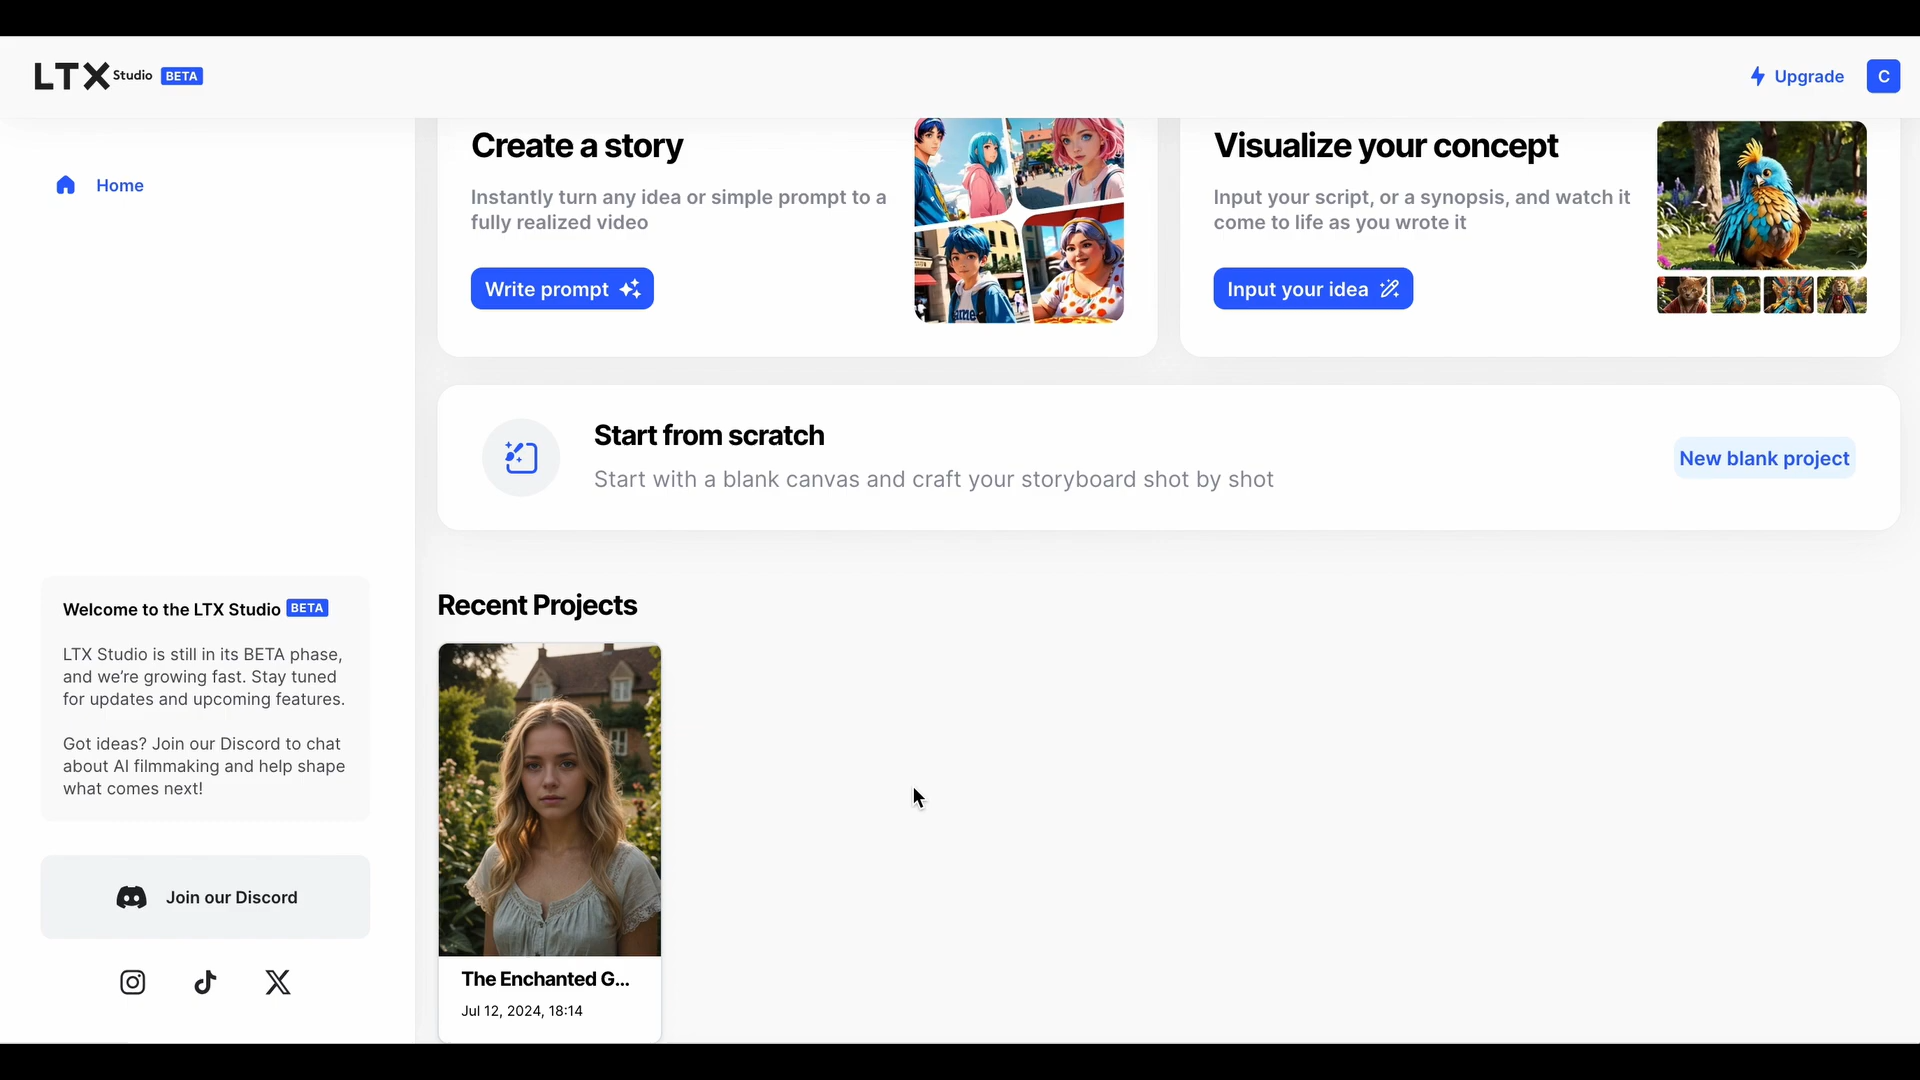 LTX Studio BETA
Upgrade
C
Home
Create a story
Instantly turn any idea or simple prompt to a
fully realized video
Write prompt
Visualize your concept
Input your script, or a synopsis, and watch it
come to life as you wrote it
Input your idea
Start from scratch
Start with a blank canvas and craft your storyboard shot by shot
New blank project
Recent Projects
The Enchanted G...
Jul 12, 2024, 18:14
Welcome to the LTX Studio BETA
LTX Studio is still in its BETA phase,
and we're growing fast. Stay tuned
for updates and upcoming features.
Got ideas? Join our Discord to chat
about AI filmmaking and help shape
what comes next!
Join our Discord